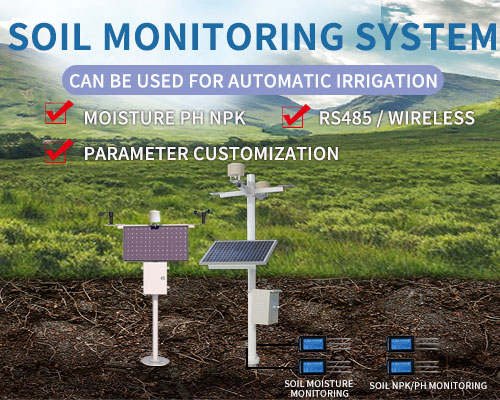 SOIL MONITORING SYSTEM
CAN BE USED FOR AUTOMATIC IRRIGATION
MOISTURE PH NPK
RS485 / WIRELESS
PARAMETER CUSTOMIZATION
SOIL MOISTURE
MONITORING
SOIL NPK/PH MONITORING